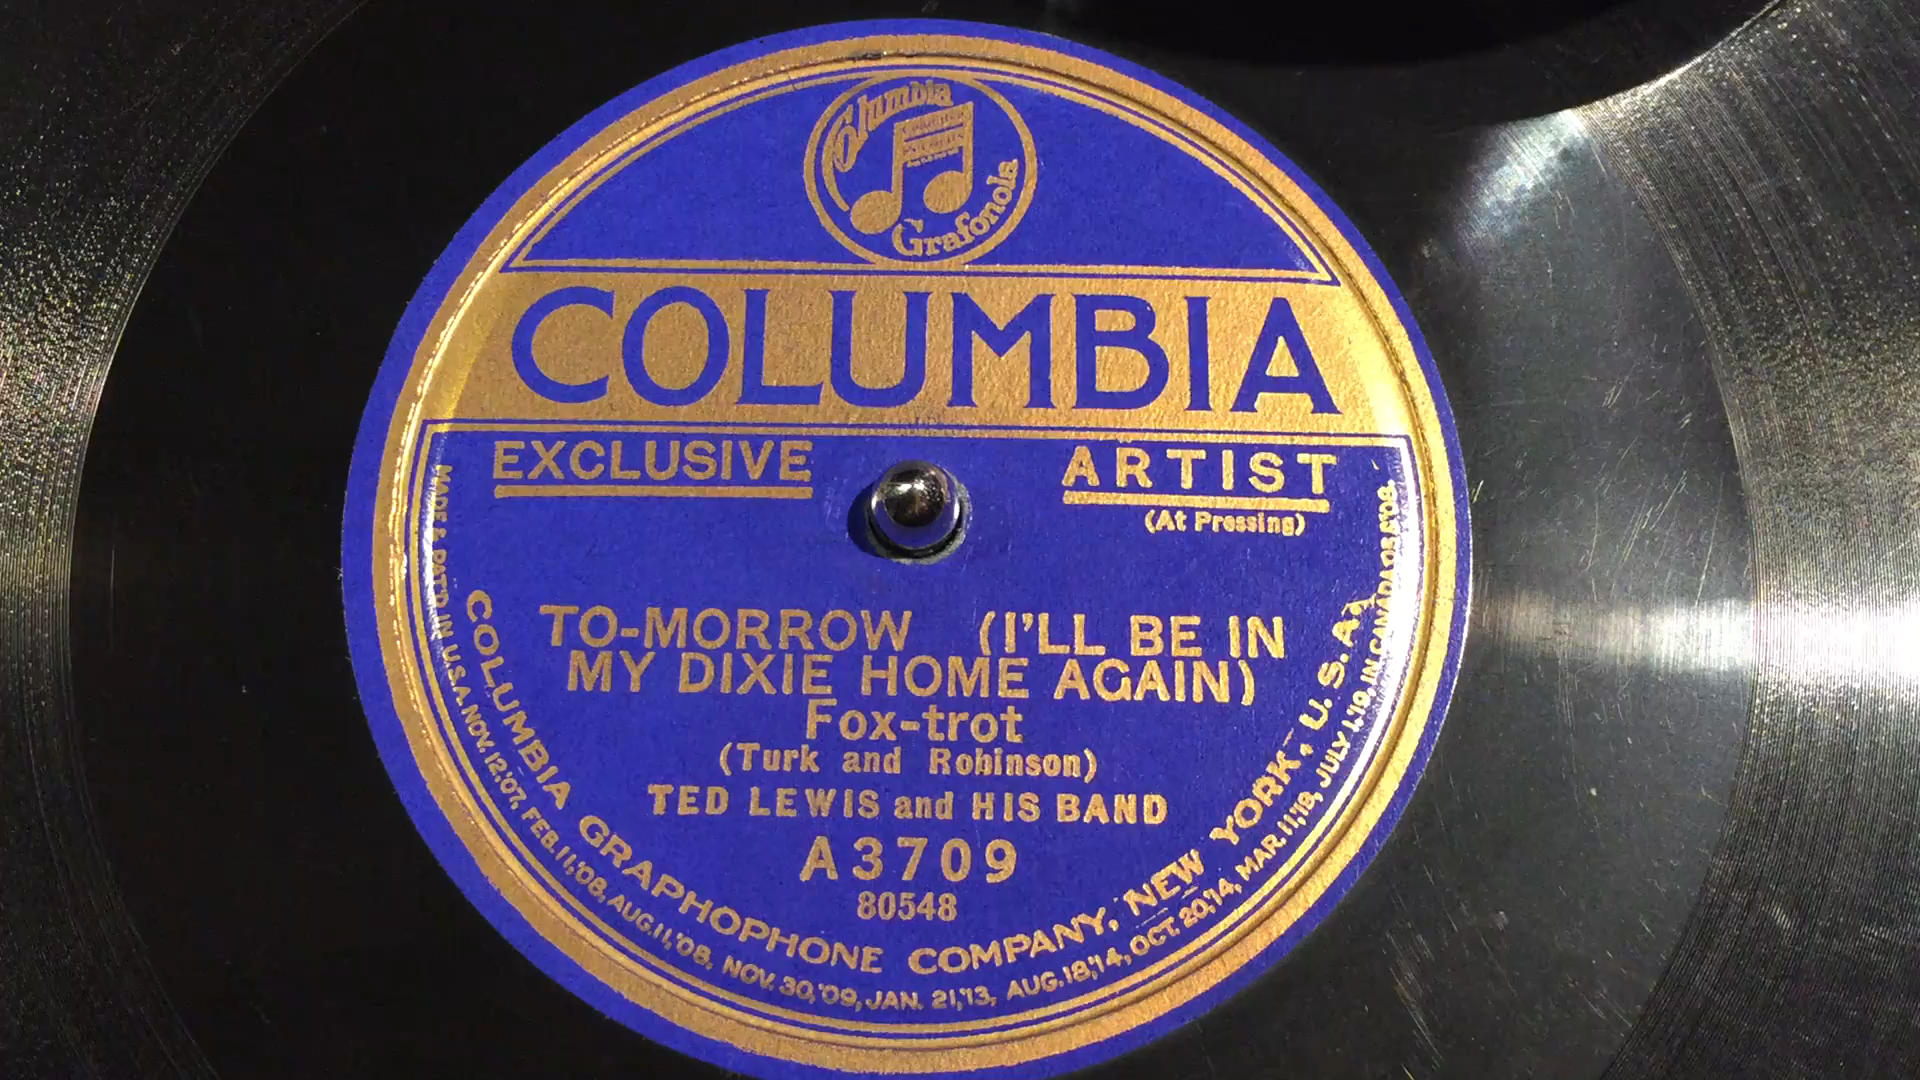 Columbia
Grafonola
COLUMBIA
EXCLUSIVE ARTIST
(At Pressing)
TO-MORROW (I'LL BE IN
MY DIXIE HOME AGAIN)
Fox-trot
(Turk and Robinson)
TED LEWIS and HIS BAND
A3709
80548
COLUMBIA GRAPHOPHONE COMPANY, NEW YORK, U. S. A.
MADE & PAT'D IN U.S.A. NOV. 12,'07, FEB. 11,'08, AUG. 11,'08, NOV. 30,'09, JAN. 21,'13, AUG. 18,'14, OCT. 20,'14, MAR. 11,'18, JULY 1,'19, IN CANADA